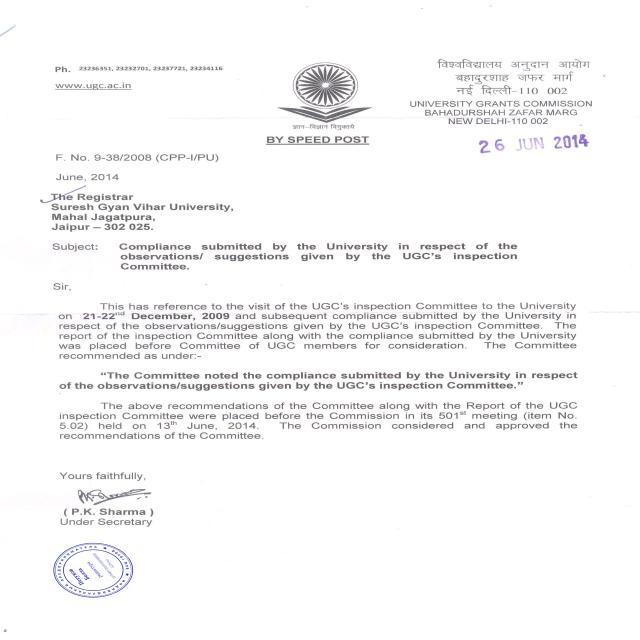 Ph. 23236351, 23232701, 23237721, 23234116
www.ugc.ac.in
ज्ञान-विज्ञान विमुक्तये
BY SPEED POST
विश्वविद्यालय अनुदान आयोग
बहादुरशाह जफर मार्ग
नई दिल्ली-110 002
UNIVERSITY GRANTS COMMISSION
BAHADURSHAH ZAFAR MARG
NEW DELHI-110 002
26 JUN 2014
F. No. 9-38/2008 (CPP-I/PU)
June, 2014
The Registrar
Suresh Gyan Vihar University,
Mahal Jagatpura,
Jaipur – 302 025.
Subject: Compliance submitted by the University in respect of the
observations/ suggestions given by the UGC's inspection
Committee.
Sir,
This has reference to the visit of the UGC's inspection Committee to the University
on 21-22nd December, 2009 and subsequent compliance submitted by the University in
respect of the observations/suggestions given by the UGC's inspection Committee. The
report of the inspection Committee along with the compliance submitted by the University
was placed before Committee of UGC members for consideration. The Committee
recommended as under:-
“The Committee noted the compliance submitted by the University in respect
of the observations/suggestions given by the UGC's inspection Committee.”
The above recommendations of the Committee along with the Report of the UGC
inspection Committee were placed before the Commission in its 501st meeting (item No.
5.02) held on 13th June, 2014. The Commission considered and approved the
recommendations of the Committee.
Yours faithfully,
( P.K. Sharma )
Under Secretary